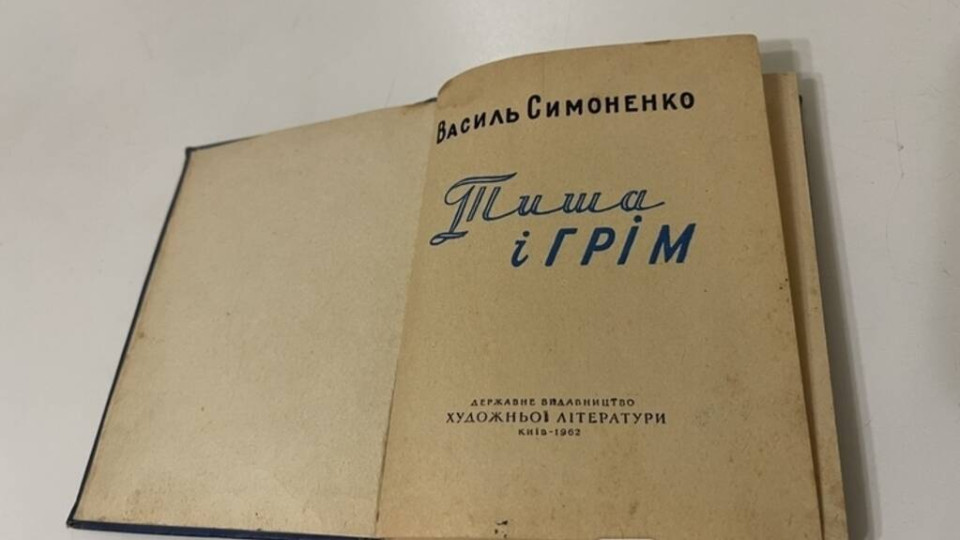 Василь Симоненко
Тиша
і ГРІМ
ДЕРЖАВНЕ ВИДАВНИЦТВО
ХУДОЖНЬОЇ ЛІТЕРАТУРИ
КИЇВ-1962